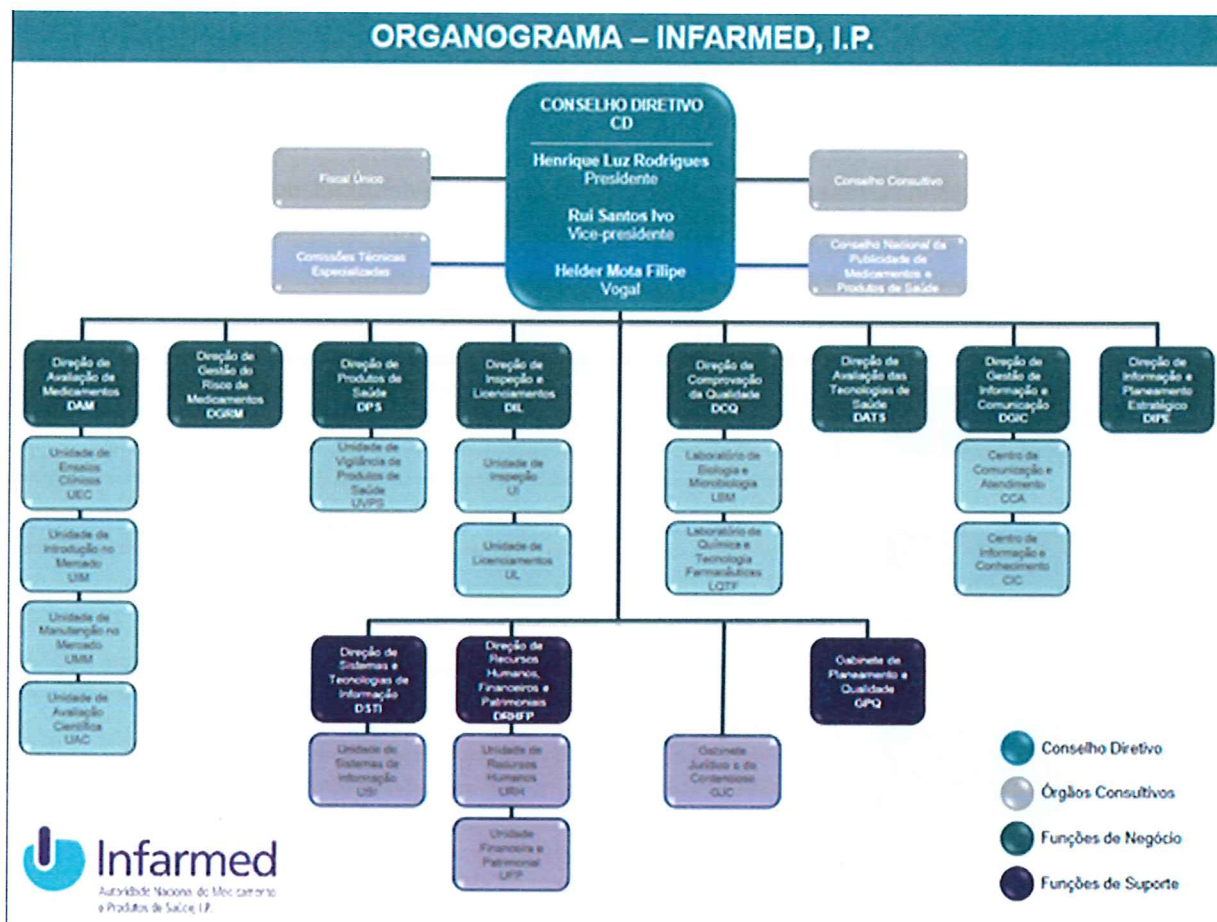 ORGANOGRAMA – INFARMED, I.P.
CONSELHO DIRETIVO
CD
Henrique Luz Rodrigues
Presidente
Rui Santos Ivo
Vice-presidente
Helder Mota Filipe
Vogal
Fiscal Único
Conselho Consultivo
Comissões Técnicas
Especializadas
Conselho Nacional da
Publicidade de
Medicamentos e
Produtos de Saúde
Direção de
Avaliação de
Medicamentos
DAM
Direção de
Gestão do
Risco de
Medicamentos
DGRM
Direção de
Produtos de
Saúde
DPS
Direção de
Inspeção e
Licenciamentos
DIL
Direção de
Comprovação
da Qualidade
DCQ
Direção de
Avaliação das
Tecnologias de
Saúde
DATS
Direção de
Gestão de
Informação e
Comunicação
DGIC
Direção de
Informação e
Planeamento
Estratégico
DIPE
Unidade de
Ensaios
Clínicos
UEC
Unidade de
Introdução no
Mercado
UIM
Unidade de
Manutenção no
Mercado
UMM
Unidade de
Avaliação
Científica
UAC
Unidade de
Vigilância de
Produtos de
Saúde
UVPS
Unidade de
Inspeção
UI
Unidade de
Licenciamentos
UL
Laboratório de
Biologia e
Microbiologia
LBM
Laboratório de
Química e
Tecnologia
Farmacêuticas
LQTF
Centro de
Comunicação e
Atendimento
CCA
Centro de
Informação e
Conhecimento
CIC
Direção de
Sistemas e
Tecnologias de
Informação
DSTI
Direção de
Recursos
Humanos,
Financeiros e
Patrimoniais
DRHFP
Gabinete de
Planeamento e
Qualidade
GPQ
Unidade de
Sistemas de
Informação
USI
Unidade de
Recursos
Humanos
URH
Unidade
Financeira e
Patrimonial
UFP
Gabinete
Jurídico e de
Contencioso
GJC
Conselho Diretivo
Órgãos Consultivos
Funções de Negócio
Funções de Suporte
Infarmed
Autoridade Nacional do Medicamento
e Produtos de Saúde, I.P.